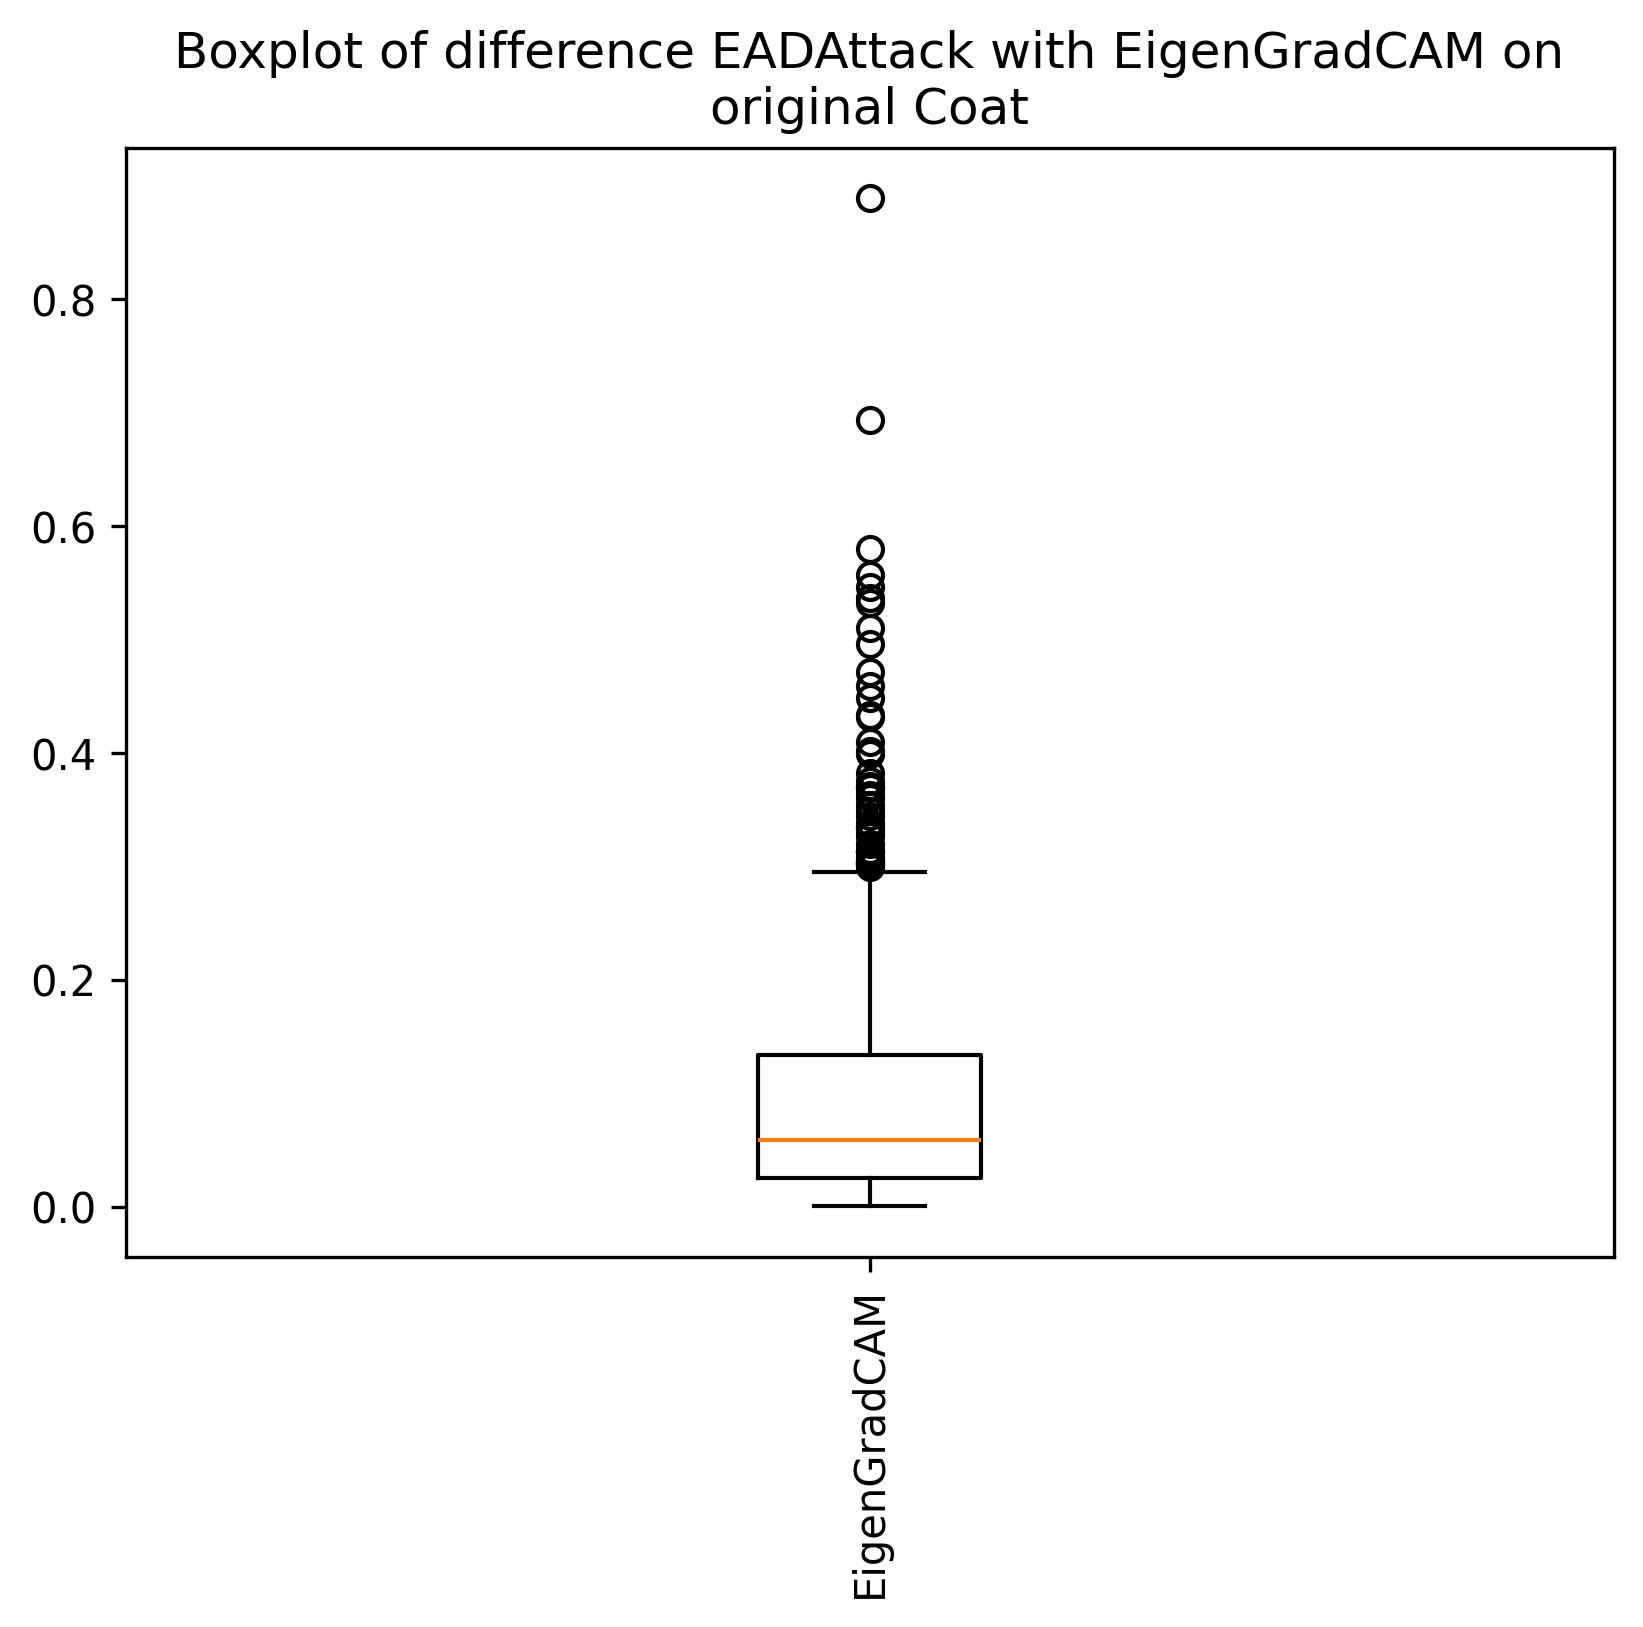 Boxplot of difference EADAttack with EigenGradCAM on
original Coat
0.8
0.6
0.4
0.2
0.0
EigenGradCAM